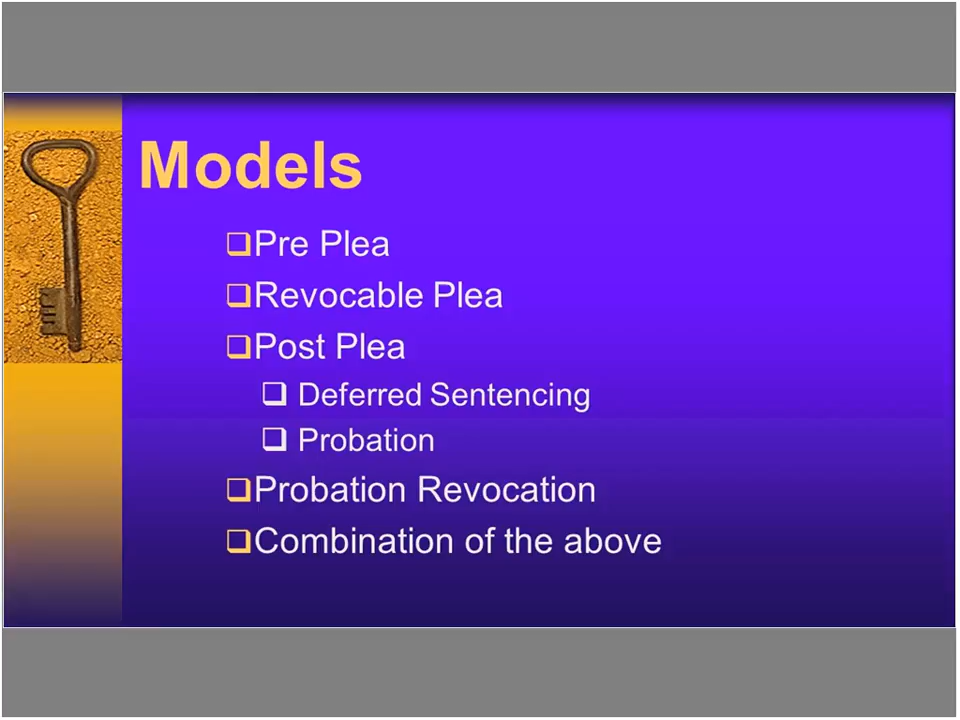 Models
Pre Plea
Revocable Plea
Post Plea
Deferred Sentencing
Probation
Probation Revocation
Combination of the above